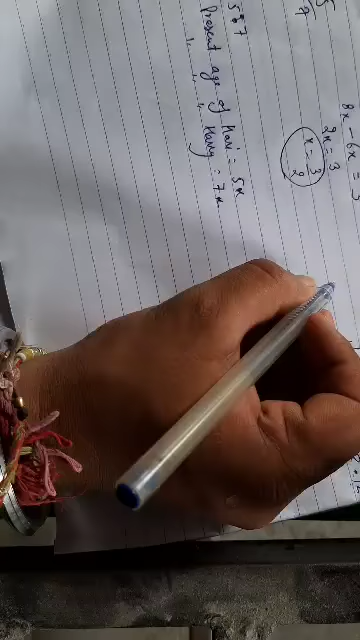 8x - 6x = 3
2x = 3
x = 3
2
5 & 7
Present age of Hari = 5x
" " " Harry = 7x